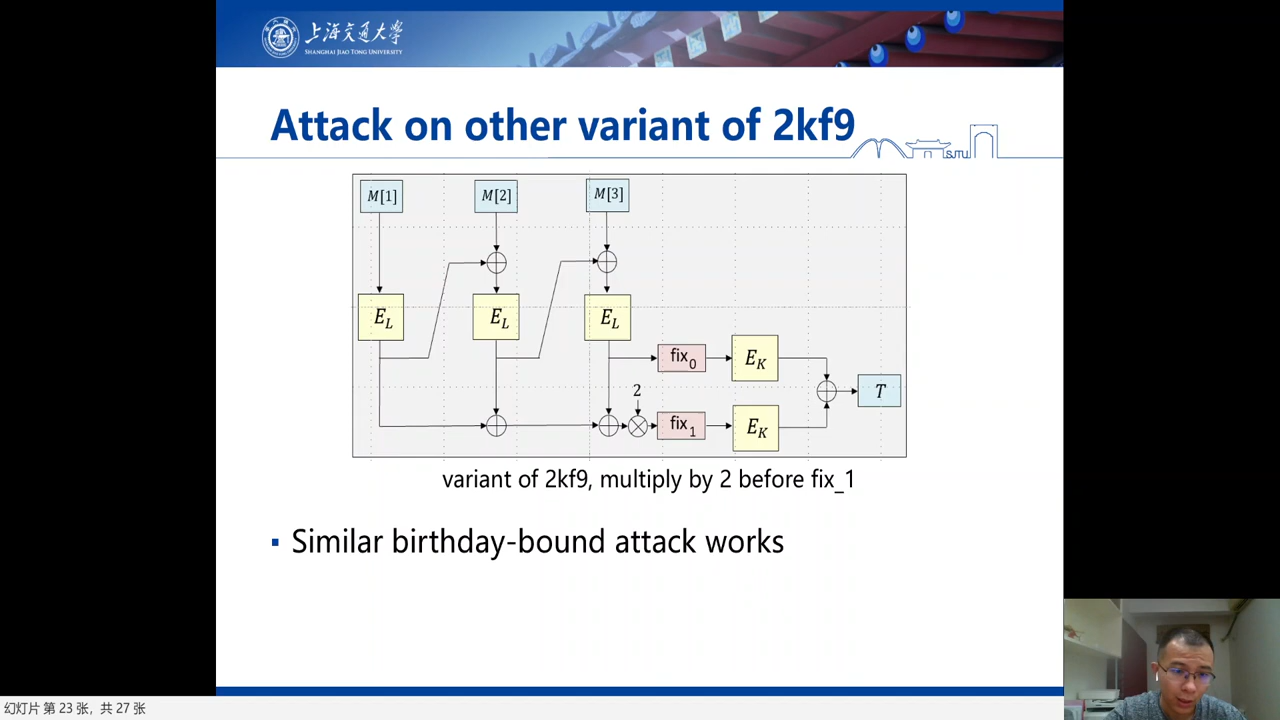 上海交通大学
SHANGHAI JIAO TONG UNIVERSITY
Attack on other variant of 2kf9
SJTU
M[1]
M[2]
M[3]
E_L
E_L
E_L
fix_0
E_K
T
2
fix_1
E_K
variant of 2kf9, multiply by 2 before fix_1
▪ Similar birthday-bound attack works
幻灯片 第 23 张，共 27 张